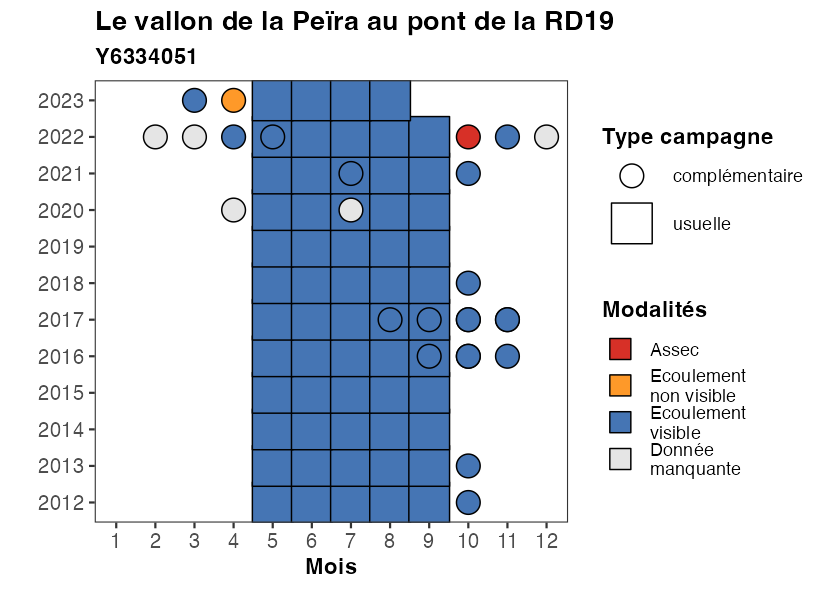 Le vallon de la Peïra au pont de la RD19
Y6334051
2023
2022
2021
2020
2019
2018
2017
2016
2015
2014
2013
2012
1 2 3 4 5 6 7 8 9 10 11 12
Mois
Type campagne
complémentaire
usuelle
Modalités
Assec
Ecoulement
non visible
Ecoulement
visible
Donnée
manquante